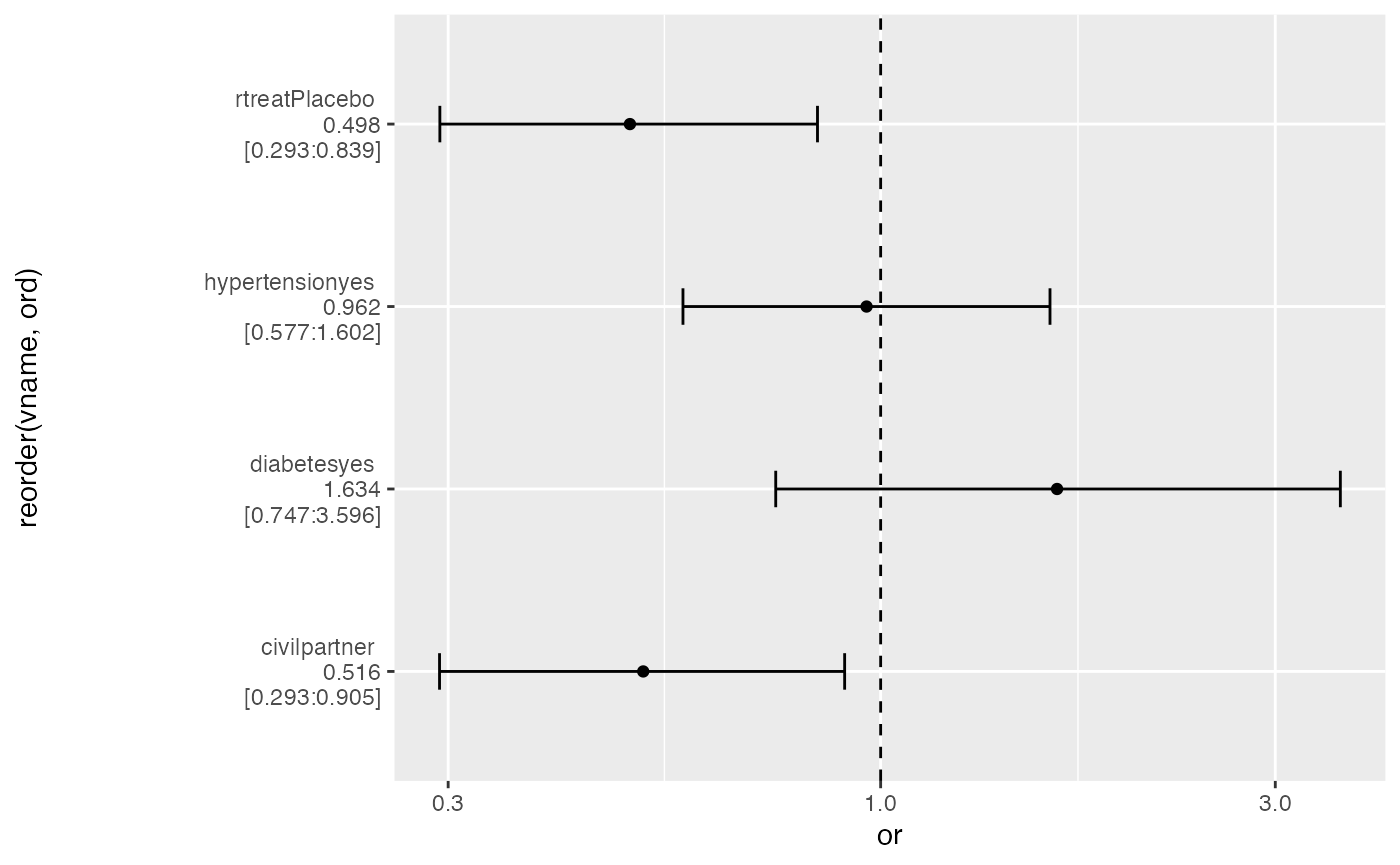 rtreatPlacebo
0.498
[0.293:0.839]
hypertensionyes
0.962
[0.577:1.602]
reorder(vname, ord)
diabetesyes
1.634
[0.747:3.596]
civilpartner
0.516
[0.293:0.905]
0.3 1.0 3.0
or